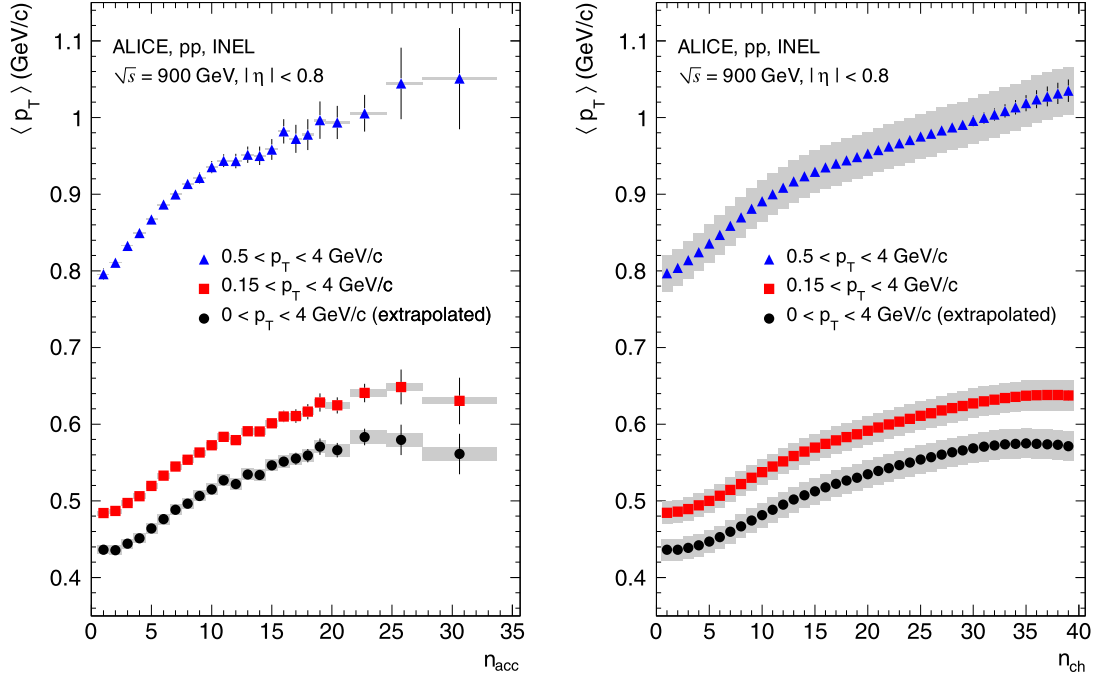 ⟨ p_T ⟩ (GeV/c)
1.1
1
0.9
0.8
0.7
0.6
0.5
0.4
ALICE, pp, INEL
√s = 900 GeV, | η | < 0.8
0.5 < p_T < 4 GeV/c
0.15 < p_T < 4 GeV/c
0 < p_T < 4 GeV/c (extrapolated)
0 5 10 15 20 25 30 35
n_acc
⟨ p_T ⟩ (GeV/c)
1.1
1
0.9
0.8
0.7
0.6
0.5
0.4
ALICE, pp, INEL
√s = 900 GeV, | η | < 0.8
0.5 < p_T < 4 GeV/c
0.15 < p_T < 4 GeV/c
0 < p_T < 4 GeV/c (extrapolated)
0 5 10 15 20 25 30 35 40
n_ch